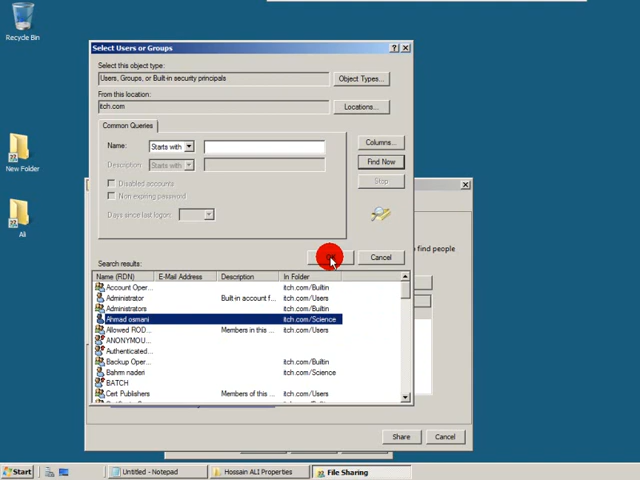 Recycle Bin
New Folder
Ali
Select Users or Groups
Select this object type:
Users, Groups, or Built-in security principals
Object Types...
From this location:
itch.com
Locations...
Common Queries
Name:
Starts with
Columns...
Description:
Starts with
Find Now
Disabled accounts
Stop
Non expiring password
Days since last logon:
Cancel
Search results:
Name (RDN) E-Mail Address Description In Folder
Account Oper... itch.com/Builtin
Administrator Built-in account f... itch.com/Users
Administrators itch.com/Builtin
Ahmad osmani itch.com/Science
Allowed ROD... Members in this ... itch.com/Users
ANONYMOU...
Authenticated...
Backup Oper... itch.com/Builtin
Bahrm naderi itch.com/Science
BATCH
Cert Publishers Members of this ... itch.com/Users
to find people
Share
Cancel
Start
Untitled - Notepad
Hossain ALI Properties
File Sharing